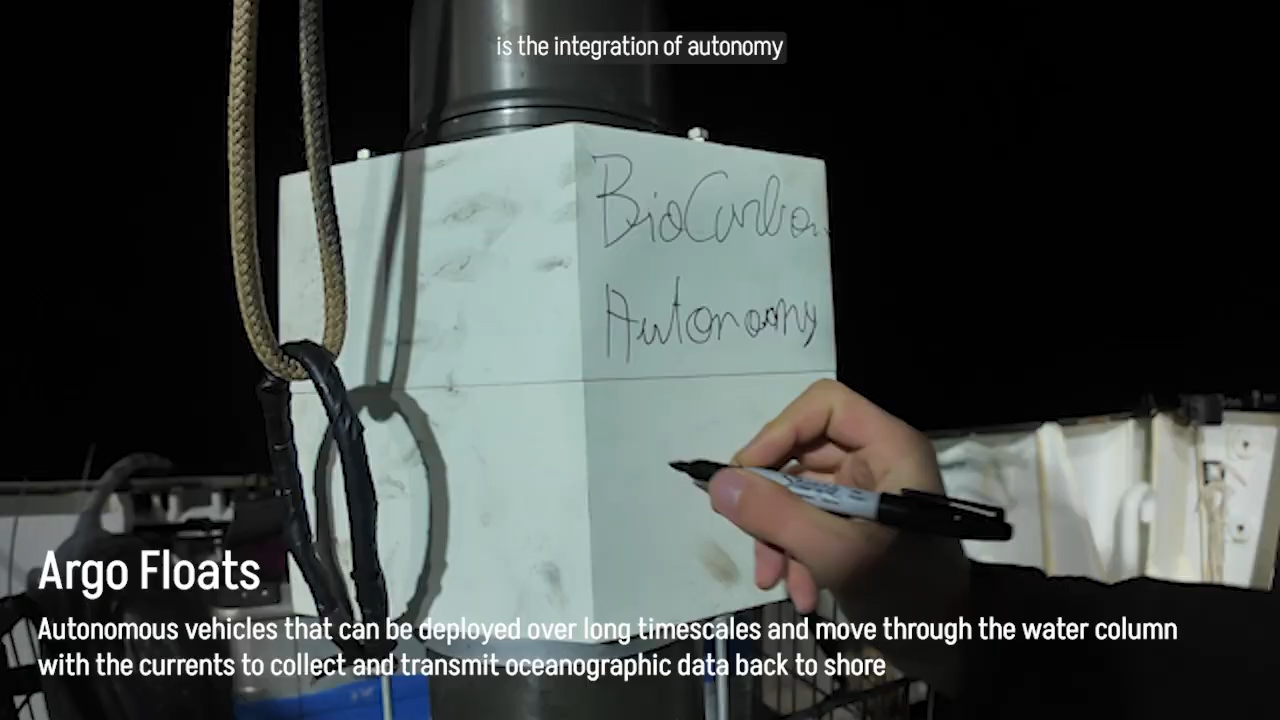 is the integration of autonomy
BioCarbon
Autonomy
Argo Floats
Autonomous vehicles that can be deployed over long timescales and move through the water column
with the currents to collect and transmit oceanographic data back to shore